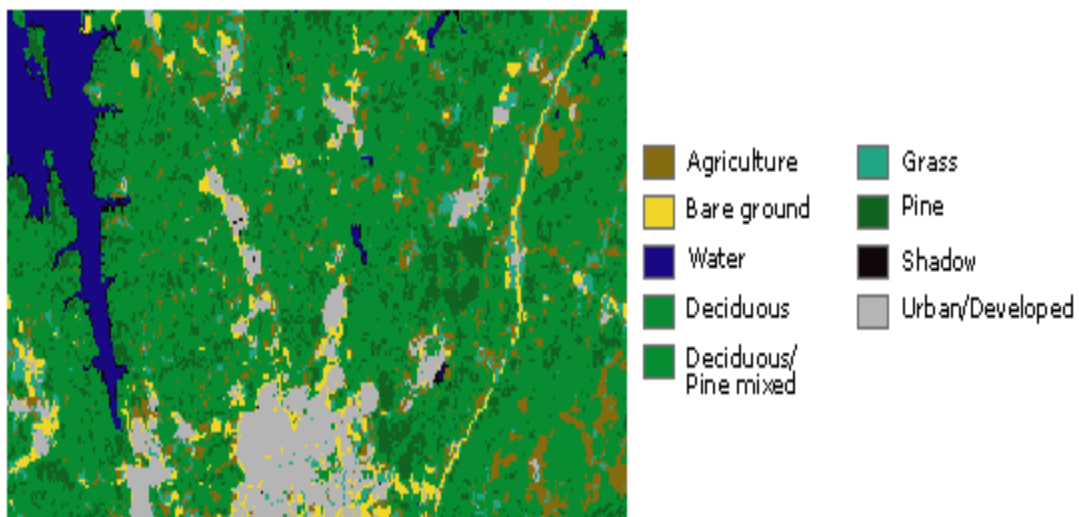 Agriculture
Bare ground
Water
Deciduous
Deciduous/
Pine mixed
Grass
Pine
Shadow
Urban/Developed